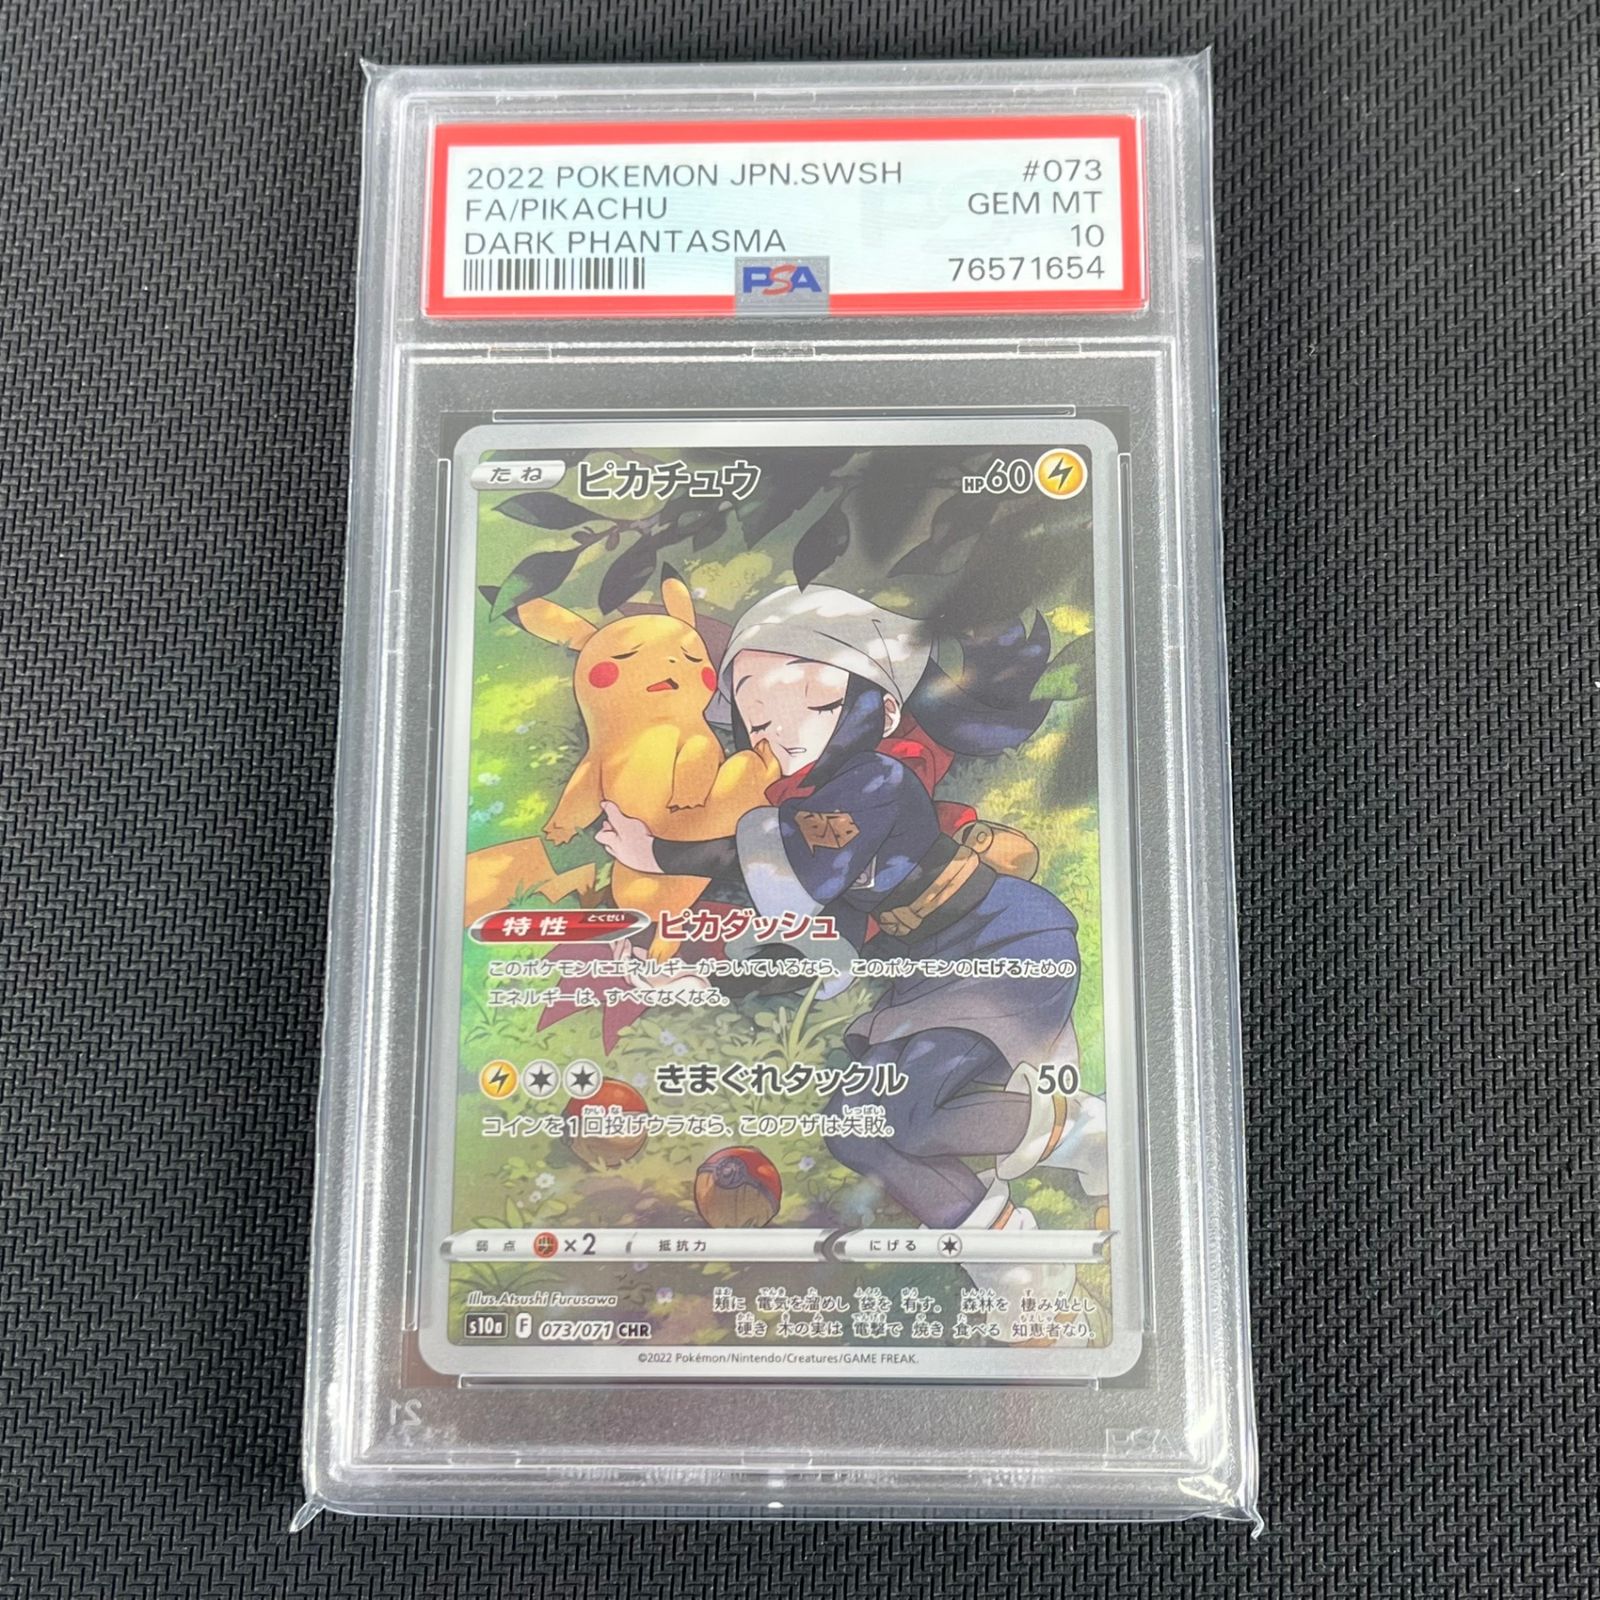 2022 POKEMON JPN.SWSH #073
FA/PIKACHU GEM MT
DARK PHANTASMA 10
PSA 76571654
たね ピカチュウ HP60
特性 とくせい ピカダッシュ
このポケモンにエネルギーがついているなら、このポケモンのにげるための
エネルギーは、すべてなくなる。
きまぐれタックル 50
コインを1回投げウラなら、このワザは失敗。
弱点 ×2 抵抗力 にげる
Illus. Atsushi Furusawa
頬に 電気を溜めし 袋を 有す。 森林を 棲み処とし
硬き 木の実は 電撃で 焼き 食べる 知恵者なり。
s10a F 073/071 CHR
©2022 Pokémon/Nintendo/Creatures/GAME FREAK.
PSA